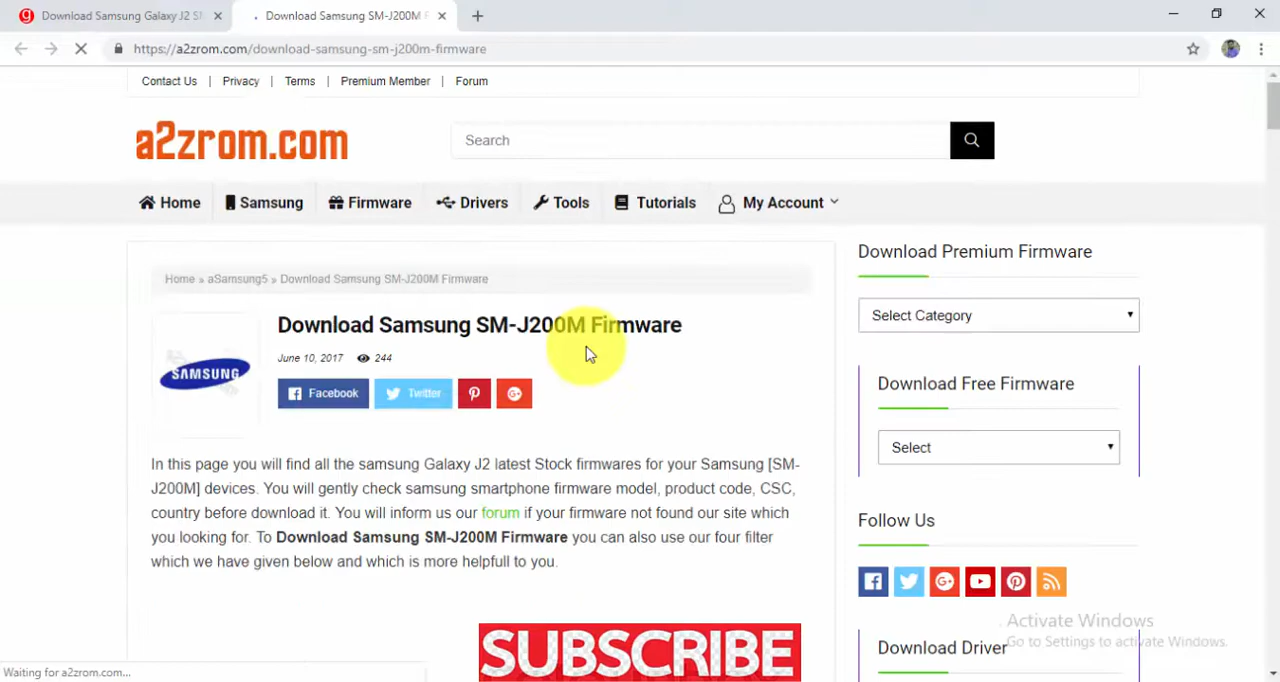 Download Samsung Galaxy J2 S
Download Samsung SM-J200M F
https://a2zrom.com/download-samsung-sm-j200m-firmware
Contact Us | Privacy | Terms | Premium Member | Forum
a2zrom.com
Search
Home Samsung Firmware Drivers Tools Tutorials My Account
Home » aSamsung5 » Download Samsung SM-J200M Firmware
SAMSUNG
Download Samsung SM-J200M Firmware
June 10, 2017 244
Facebook Twitter
In this page you will find all the samsung Galaxy J2 latest Stock firmwares for your Samsung [SM-
J200M] devices. You will gently check samsung smartphone firmware model, product code, CSC,
country before download it. You will inform us our forum if your firmware not found our site which
you looking for. To Download Samsung SM-J200M Firmware you can also use our four filter
which we have given below and which is more helpfull to you.
SUBSCRIBE
Download Premium Firmware
Select Category
Download Free Firmware
Select
Follow Us
Download Driver
Activate Windows
Go to Settings to activate Windows.
Waiting for a2zrom.com...